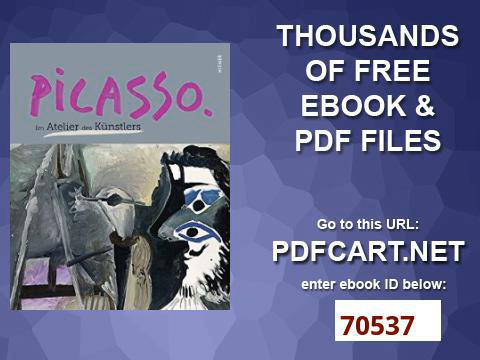 HIRMER
PiCASSO.
Im Atelier des Künstlers
THOUSANDS
OF FREE
EBOOK &
PDF FILES
Go to this URL:
PDFCART.NET
enter ebook ID below:
70537